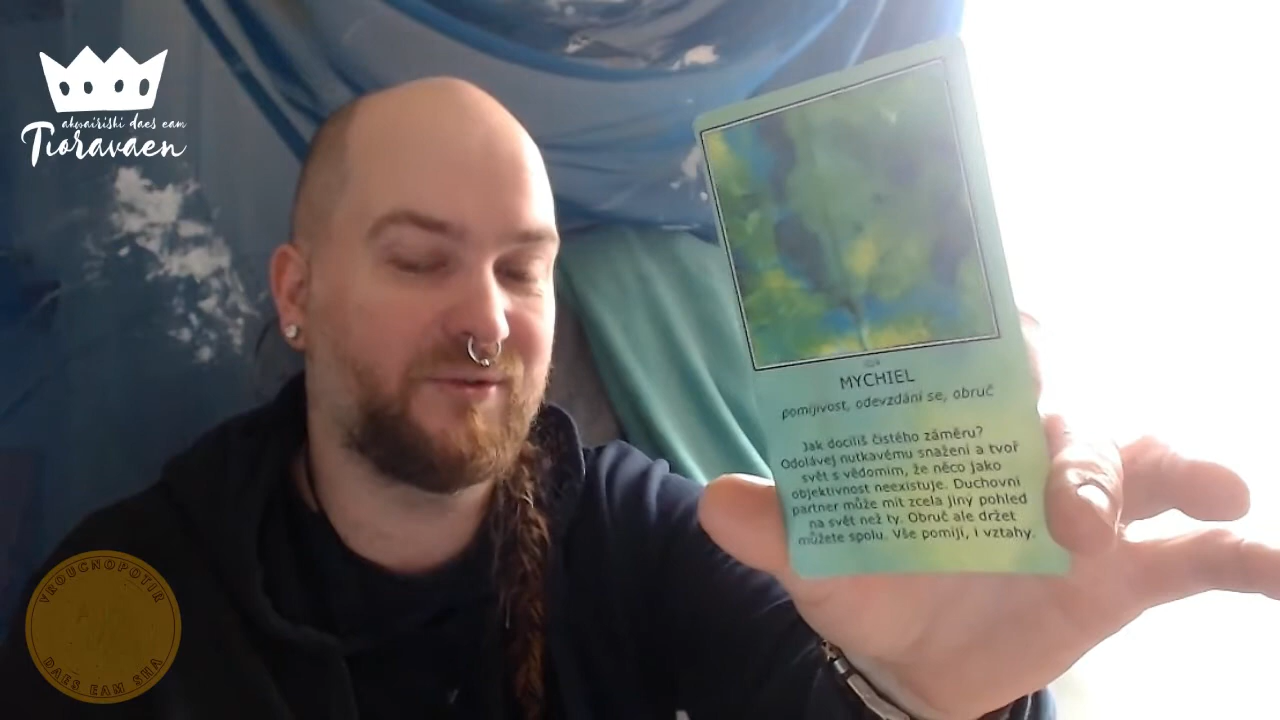 akwairiski daes eam
Tioravaen
MYCHIEL
pomíjivost, odevzdání se, obruč
Jak docílíš čistého záměru?
Odolávej nutkavému snažení a tvoř
svět s vědomím, že něco jako
objektivnost neexistuje. Duchovní
partner může mít zcela jiný pohled
na svět než ty. Obruč ale držet
můžete spolu. Vše pomíjí, i vztahy.
VROUCNOPOTIR
DAES EAM SHA